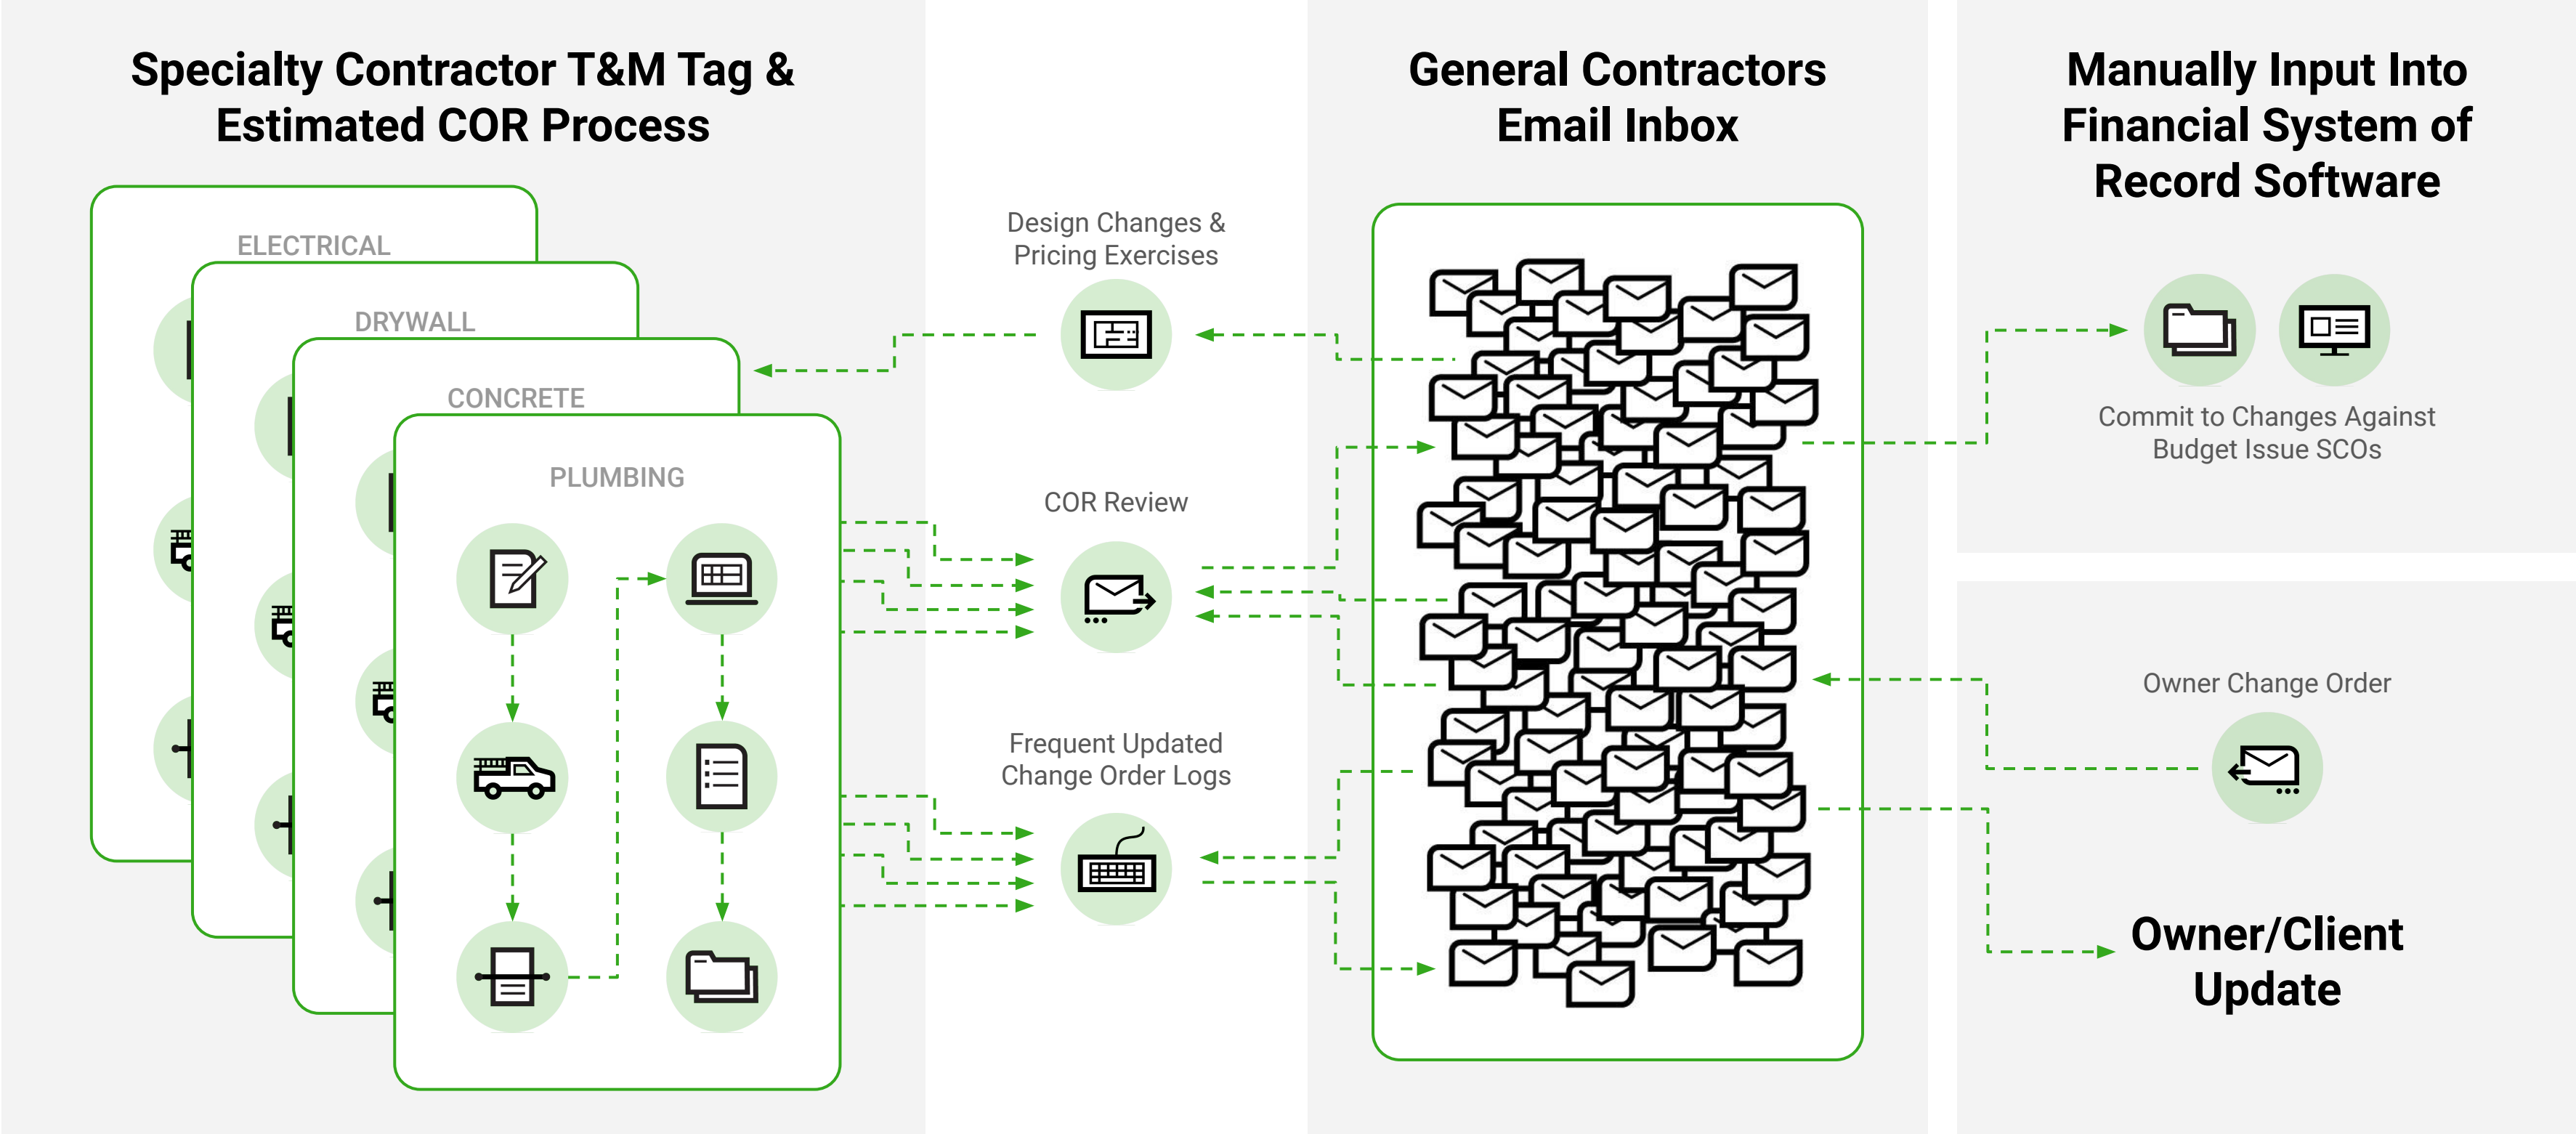 Specialty Contractor T&M Tag &
Estimated COR Process
ELECTRICAL
DRYWALL
CONCRETE
PLUMBING
Design Changes &
Pricing Exercises
COR Review
Frequent Updated
Change Order Logs
General Contractors
Email Inbox
Manually Input Into
Financial System of
Record Software
Commit to Changes Against
Budget Issue SCOs
Owner Change Order
Owner/Client
Update